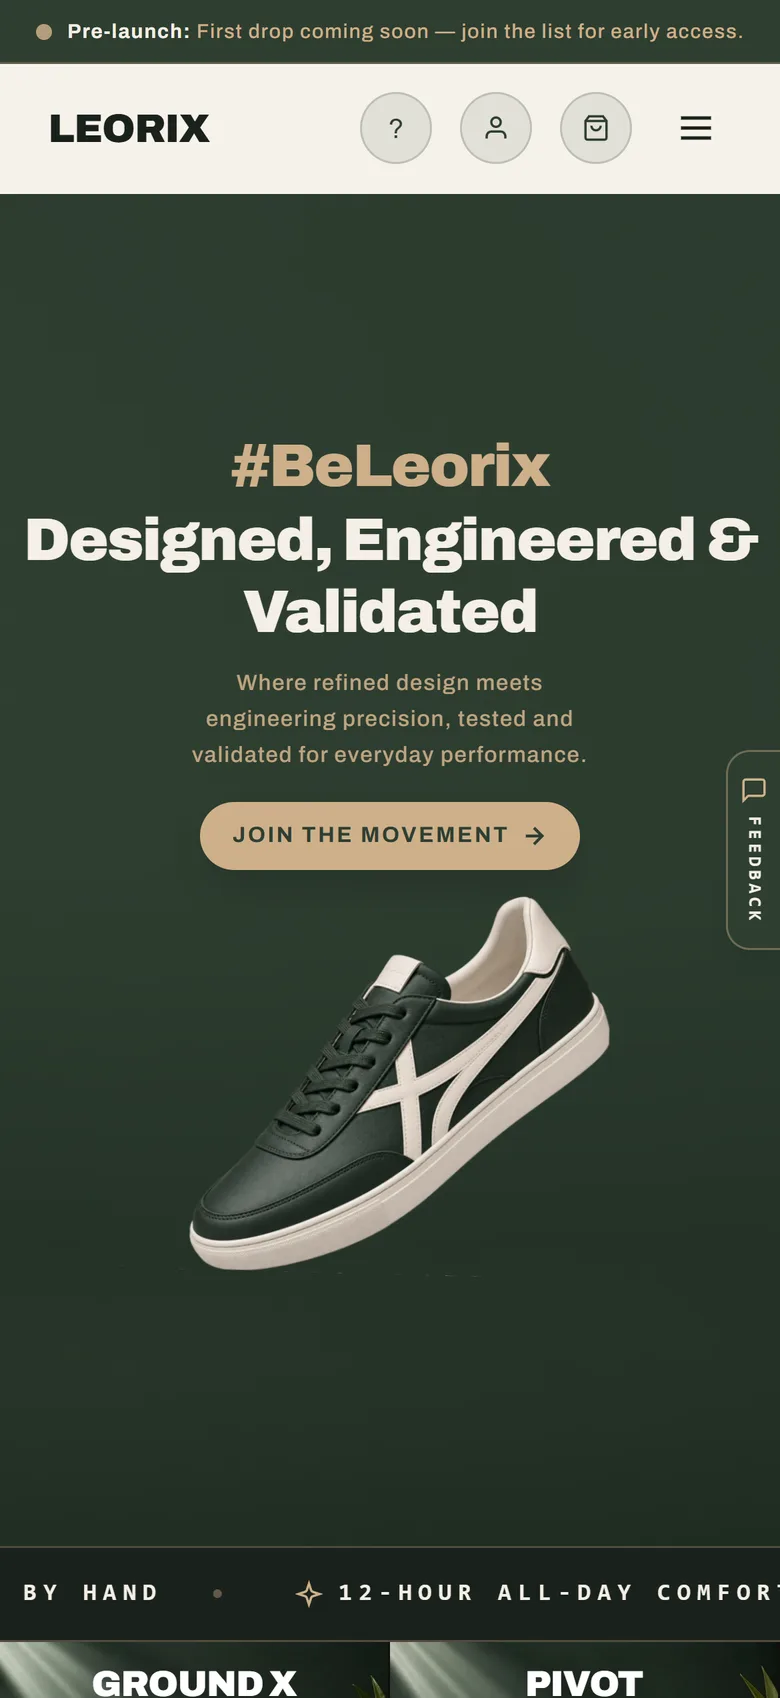 Pre-launch: First drop coming soon — join the list for early access.
LEORIX
?
#BeLeorix
Designed, Engineered &
Validated
Where refined design meets
engineering precision, tested and
validated for everyday performance.
JOIN THE MOVEMENT →
FEEDBACK
BY HAND • 12-HOUR ALL-DAY COMFORT
GROUND X
PIVOT